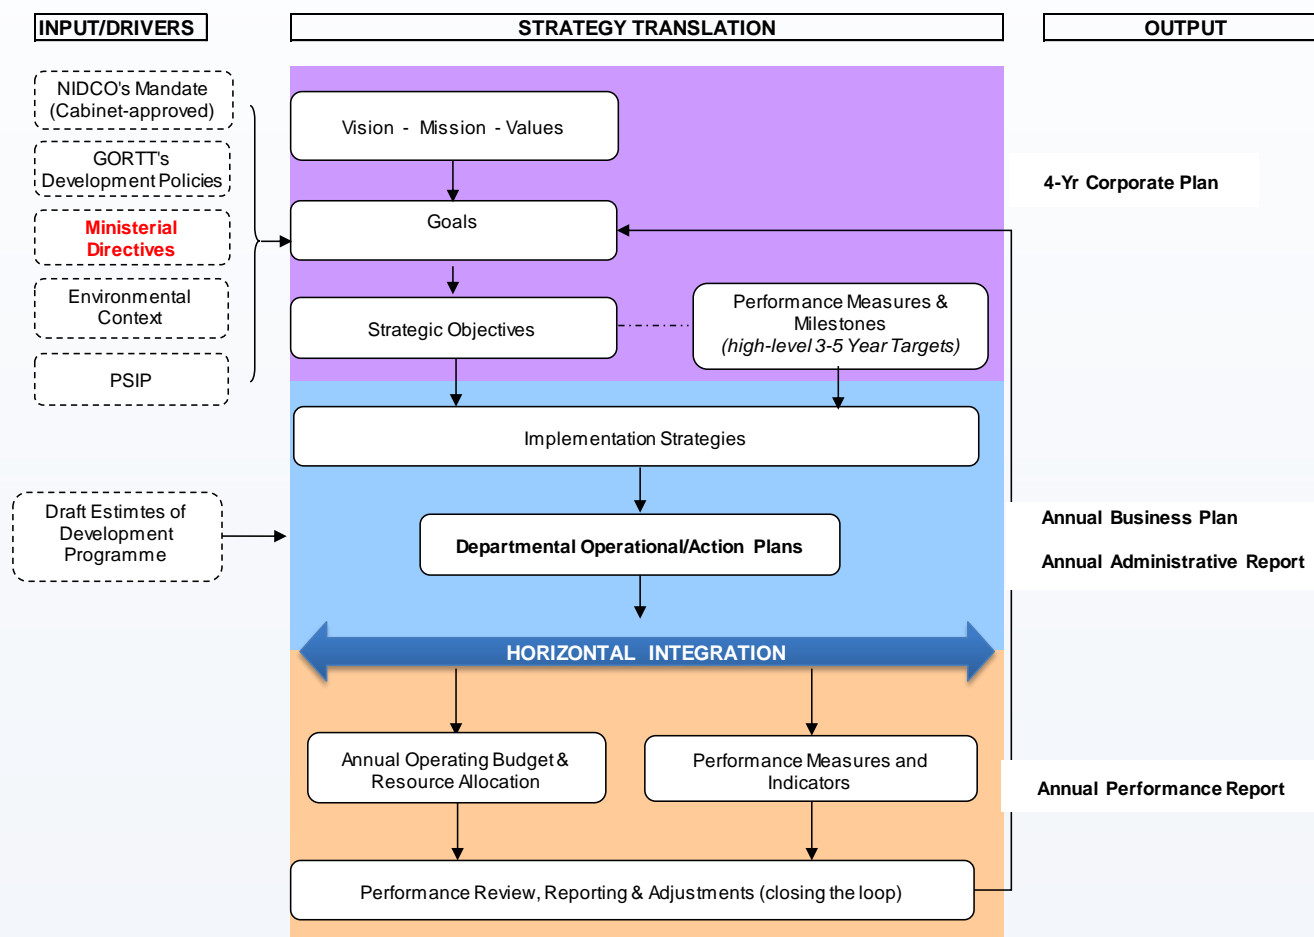 INPUT/DRIVERS
STRATEGY TRANSLATION
OUTPUT
NIDCO's Mandate
(Cabinet-approved)
GORTT's
Development Policies
Ministerial
Directives
Environmental
Context
PSIP
Draft Estimtes of
Development
Programme
Vision - Mission - Values
Goals
Strategic Objectives
Performance Measures &
Milestones
(high-level 3-5 Year Targets)
Implementation Strategies
Departmental Operational/Action Plans
HORIZONTAL INTEGRATION
Annual Operating Budget &
Resource Allocation
Performance Measures and
Indicators
Performance Review, Reporting & Adjustments (closing the loop)
4-Yr Corporate Plan
Annual Business Plan
Annual Administrative Report
Annual Performance Report